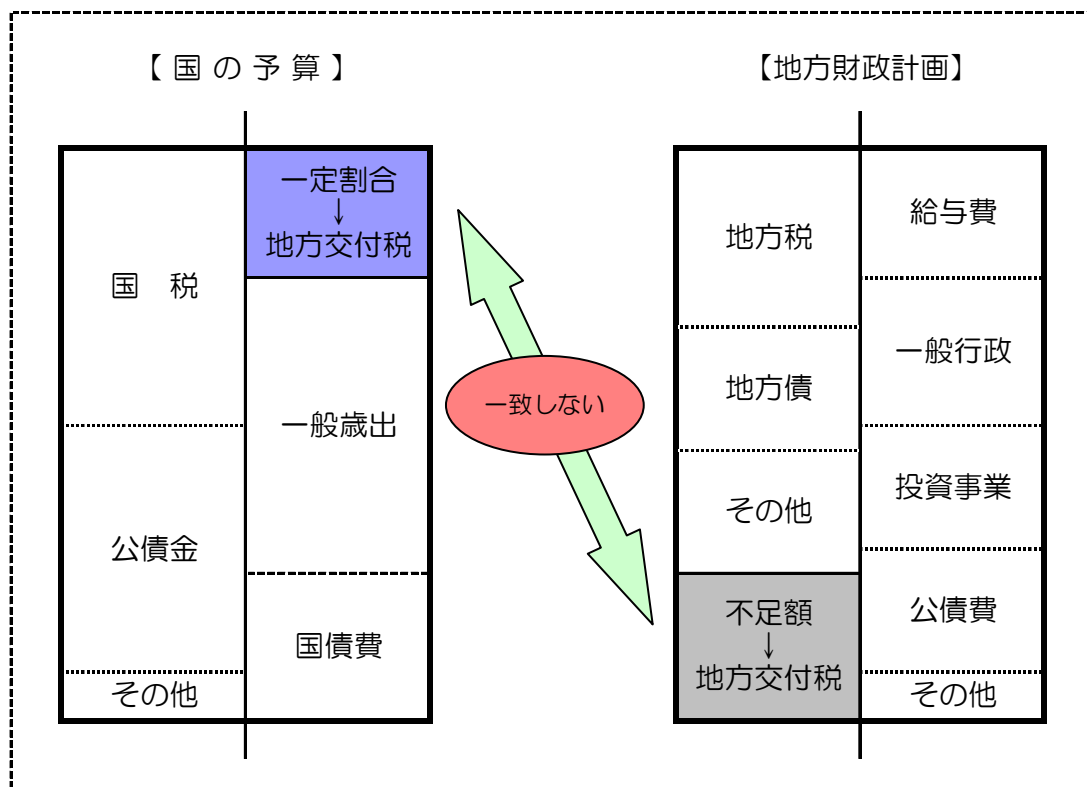 【 国 の 予 算 】
国　税
公債金
その他
一定割合
↓
地方交付税
一般歳出
国債費
一致しない
【地方財政計画】
地方税
地方債
その他
不足額
↓
地方交付税
給与費
一般行政
投資事業
公債費
その他